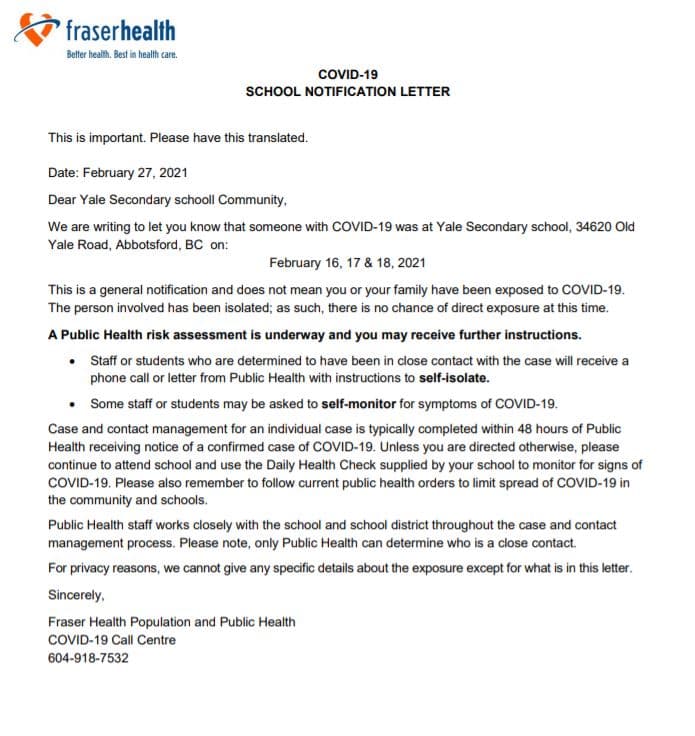 fraserhealth
Better health. Best in health care.
COVID-19
SCHOOL NOTIFICATION LETTER
This is important. Please have this translated.
Date: February 27, 2021
Dear Yale Secondary schooll Community,
We are writing to let you know that someone with COVID-19 was at Yale Secondary school, 34620 Old
Yale Road, Abbotsford, BC on:
February 16, 17 & 18, 2021
This is a general notification and does not mean you or your family have been exposed to COVID-19.
The person involved has been isolated; as such, there is no chance of direct exposure at this time.
A Public Health risk assessment is underway and you may receive further instructions.
• Staff or students who are determined to have been in close contact with the case will receive a
phone call or letter from Public Health with instructions to self-isolate.
• Some staff or students may be asked to self-monitor for symptoms of COVID-19.
Case and contact management for an individual case is typically completed within 48 hours of Public
Health receiving notice of a confirmed case of COVID-19. Unless you are directed otherwise, please
continue to attend school and use the Daily Health Check supplied by your school to monitor for signs of
COVID-19. Please also remember to follow current public health orders to limit spread of COVID-19 in
the community and schools.
Public Health staff works closely with the school and school district throughout the case and contact
management process. Please note, only Public Health can determine who is a close contact.
For privacy reasons, we cannot give any specific details about the exposure except for what is in this letter.
Sincerely,
Fraser Health Population and Public Health
COVID-19 Call Centre
604-918-7532